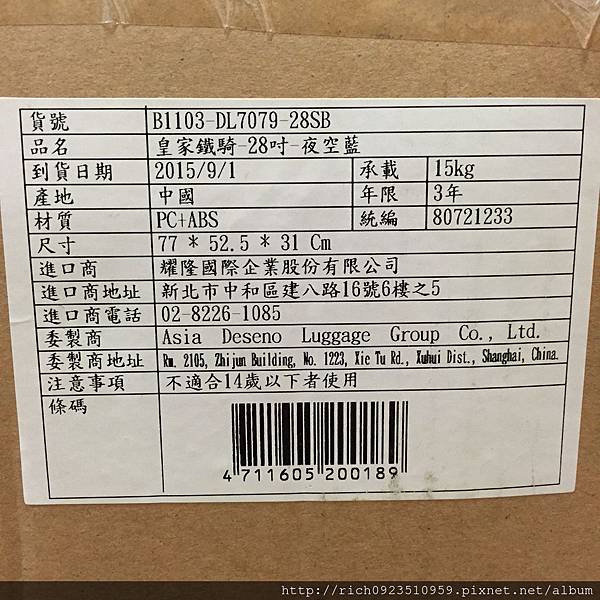 貨號 B1103-DL7079-28SB
品名 皇家鐵騎-28吋-夜空藍
到貨日期 2015/9/1 承載 15kg
產地 中國 年限 3年
材質 PC+ABS 統編 80721233
尺寸 77 * 52.5 * 31 Cm
進口商 耀隆國際企業股份有限公司
進口商地址 新北市中和區建八路16號6樓之5
進口商電話 02-8226-1085
委製商 Asia Deseno Luggage Group Co., Ltd.
委製商地址 Rm. 2105, Zhijun Building, No. 1223, Xie Tu Rd., Xuhui Dist., Shanghai, China.
注意事項 不適合14歲以下者使用
條碼
4 711605 200189
http://rich0923510959.pixnet.net/album